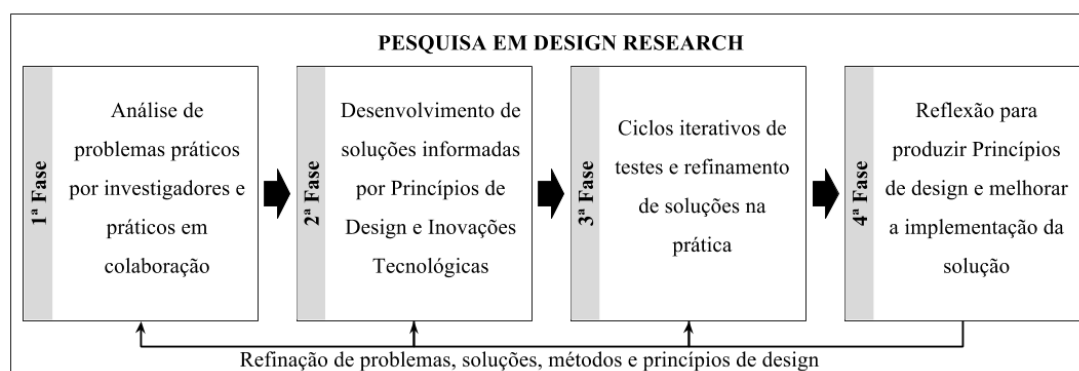 PESQUISA EM DESIGN RESEARCH
1ª Fase
Análise de
problemas práticos
por investigadores e
práticos em
colaboração
2ª Fase
Desenvolvimento de
soluções informadas
por Princípios de
Design e Inovações
Tecnológicas
3ª Fase
Ciclos iterativos de
testes e refinamento
de soluções na
prática
4ª Fase
Reflexão para
produzir Princípios
de design e melhorar
a implementação da
solução
Refinação de problemas, soluções, métodos e princípios de design